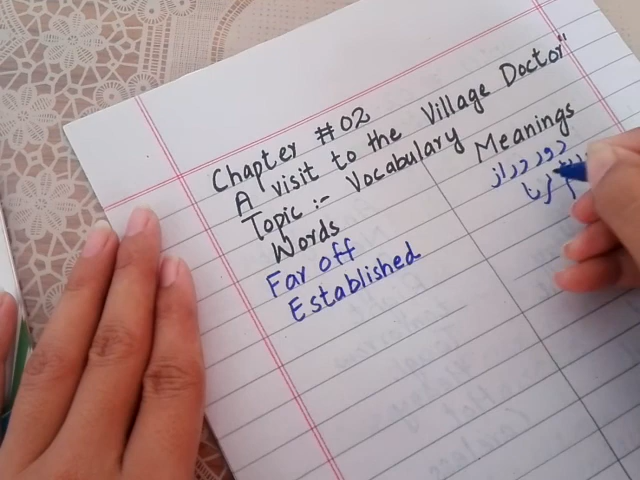 Chapter #02
A visit to the Village Doctor"
Topic :- Vocabulary
Words Meanings
Far off دور دراز
Established